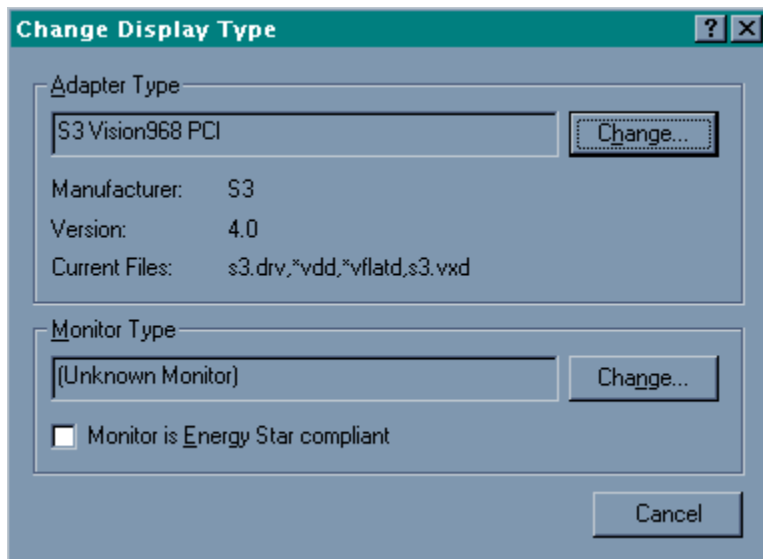 Change Display Type
Adapter Type
S3 Vision968 PCI
Change...
Manufacturer: S3
Version: 4.0
Current Files: s3.drv,*vdd,*vflatd,s3.vxd
Monitor Type
(Unknown Monitor)
Change...
Monitor is Energy Star compliant
Cancel